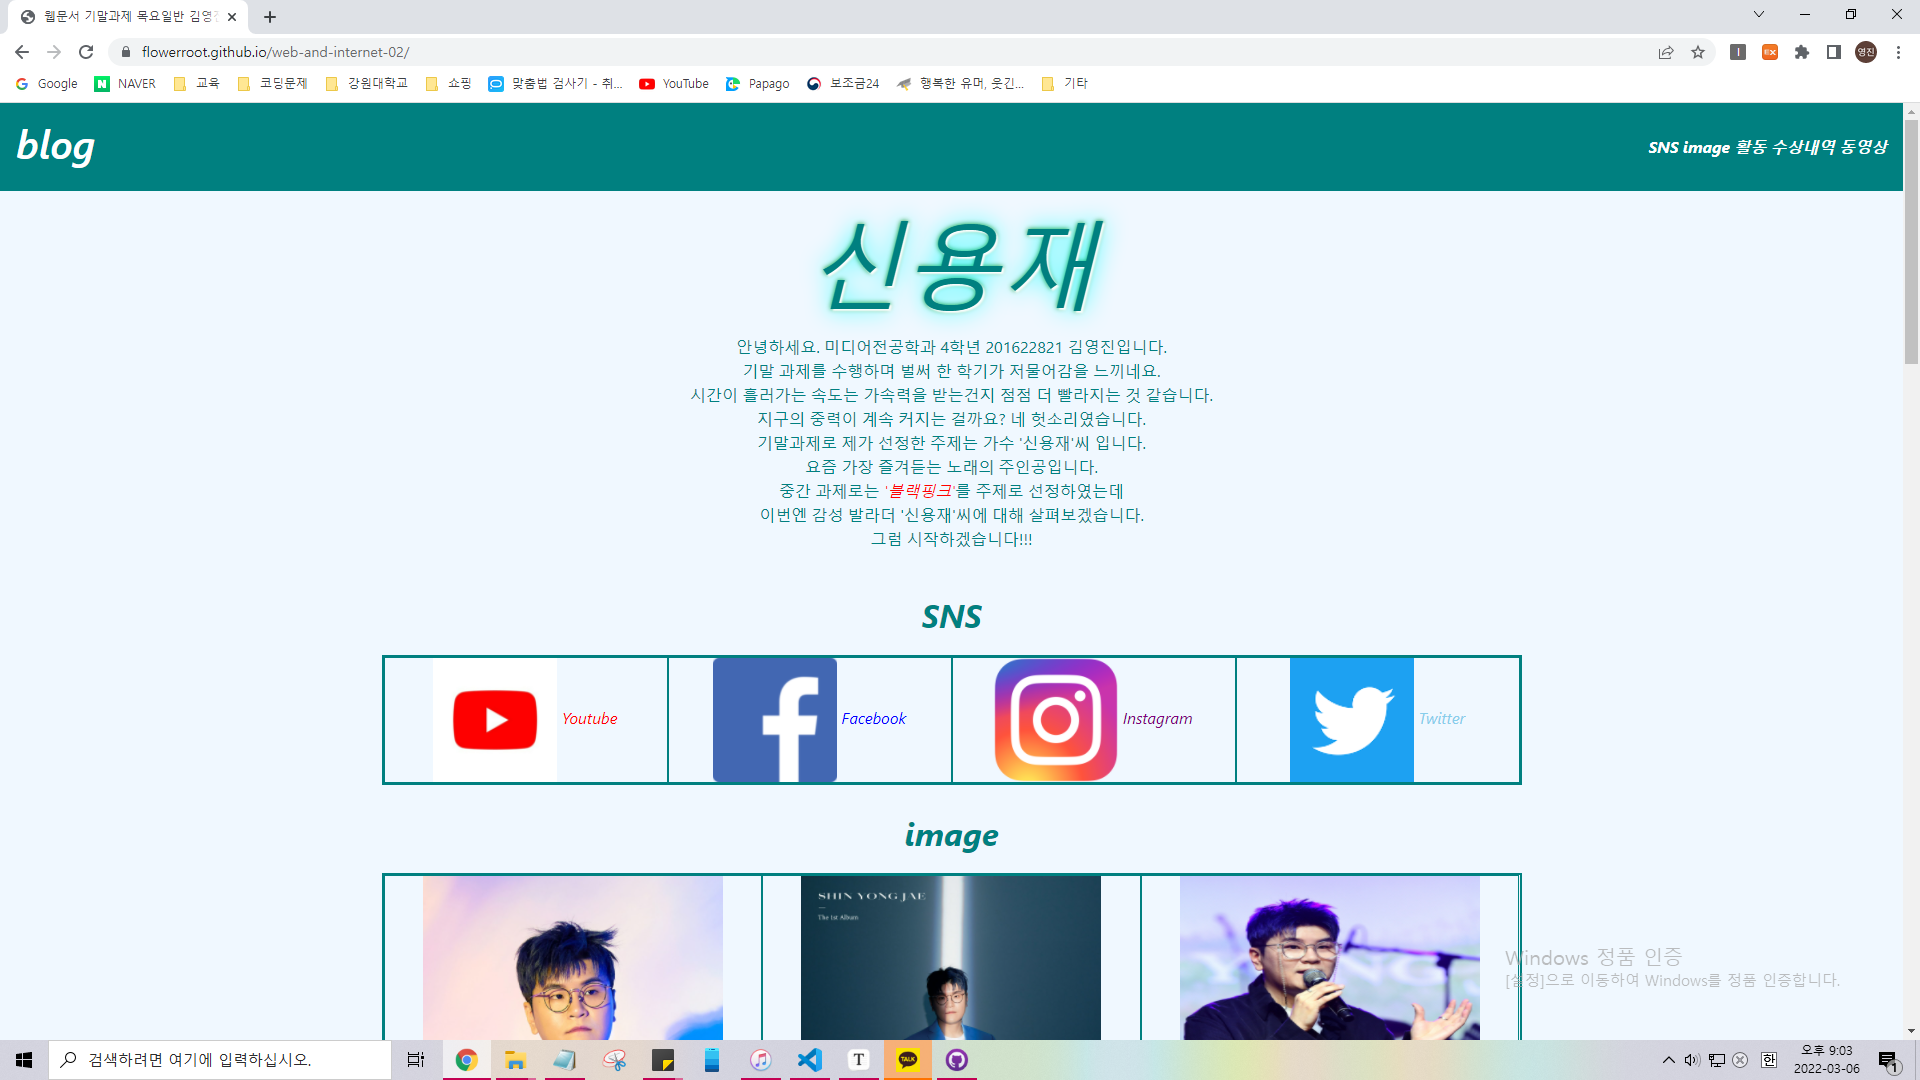 웹문서 기말과제 목요일반 김영진
flowerroot.github.io/web-and-internet-02/
영진
Google NAVER 교육 코딩문제 강원대학교 쇼핑 맞춤법 검사기 - 취... YouTube Papago 보조금24 행복한 유머, 웃긴... 기타
blog
SNS image 활동 수상내역 동영상
신용재
안녕하세요. 미디어전공학과 4학년 201622821 김영진입니다.
기말 과제를 수행하며 벌써 한 학기가 저물어감을 느끼네요.
시간이 흘러가는 속도는 가속력을 받는건지 점점 더 빨라지는 것 같습니다.
지구의 중력이 계속 커지는 걸까요? 네 헛소리였습니다.
기말과제로 제가 선정한 주제는 가수 '신용재'씨 입니다.
요즘 가장 즐겨듣는 노래의 주인공입니다.
중간 과제로는 '블랙핑크'를 주제로 선정하였는데
이번엔 감성 발라더 '신용재'씨에 대해 살펴보겠습니다.
그럼 시작하겠습니다!!!
SNS
Youtube Facebook Instagram Twitter
image
SHIN YONG JAE
The 1st Album
Windows 정품 인증
[설정]으로 이동하여 Windows를 정품 인증합니다.
검색하려면 여기에 입력하십시오.
T
TALK
한
오후 9:03
2022-03-06
1